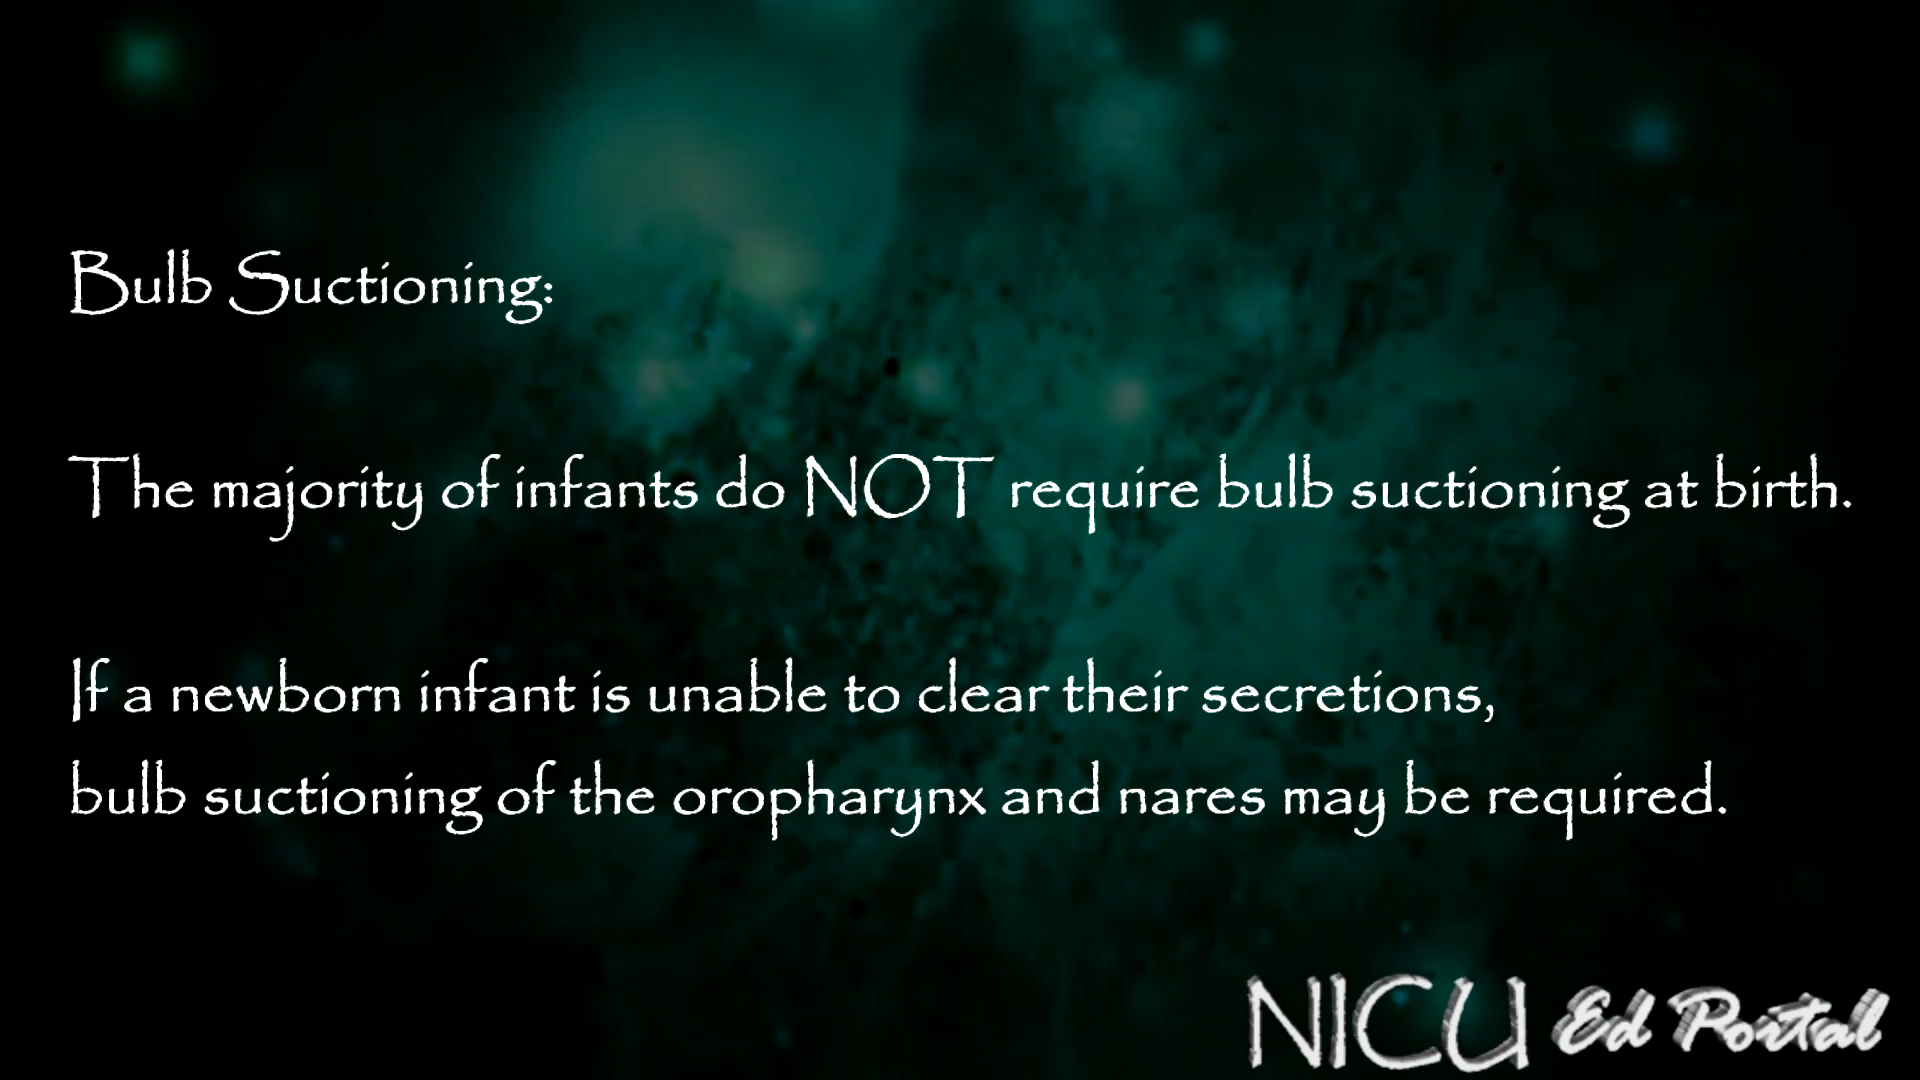 Bulb Suctioning:
The majority of infants do NOT require bulb suctioning at birth.
If a newborn infant is unable to clear their secretions,
bulb suctioning of the oropharynx and nares may be required.
NICU Ed Portal